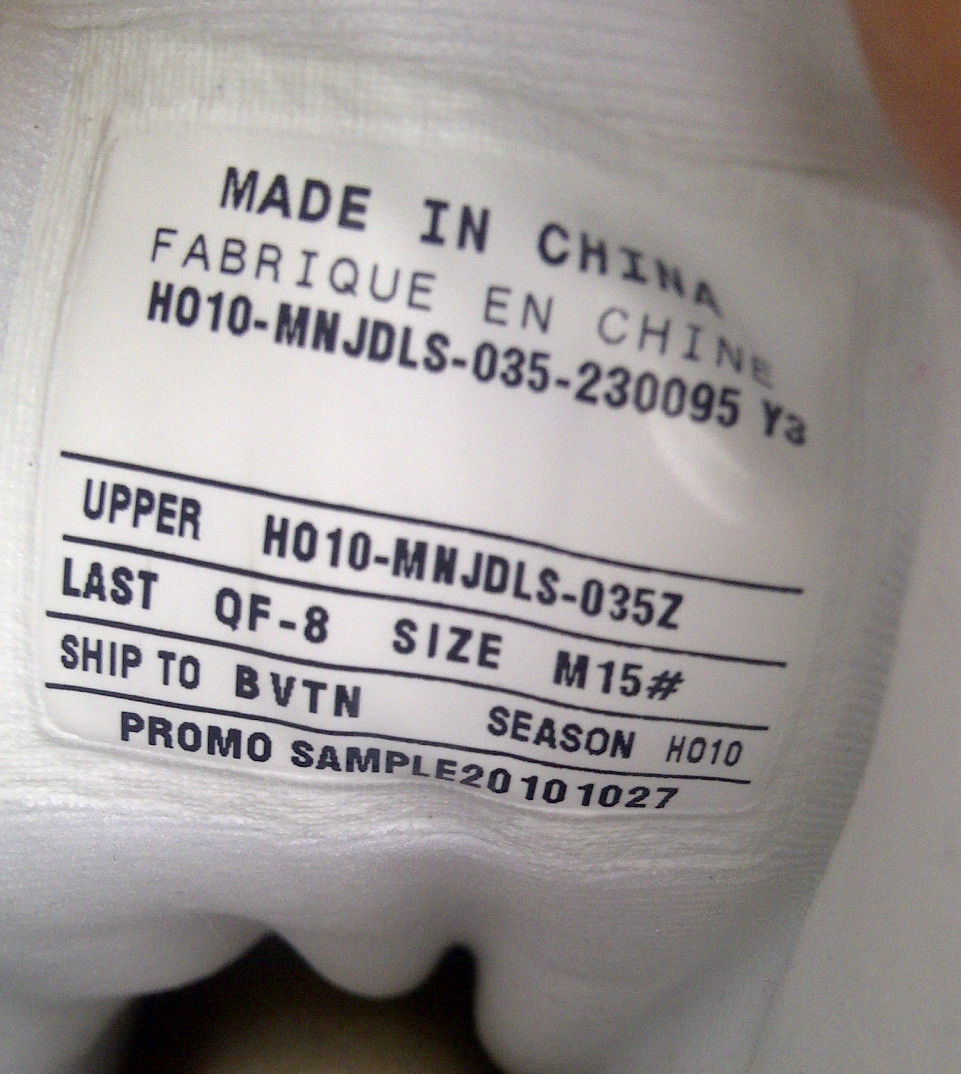 MADE IN CHINA
FABRIQUE EN CHINE
HO10-MNJDLS-035-230095 Y3
UPPER HO10-MNJDLS-035Z
LAST QF-8 SIZE M15#
SHIP TO BVTN SEASON HO10
PROMO SAMPLE20101027